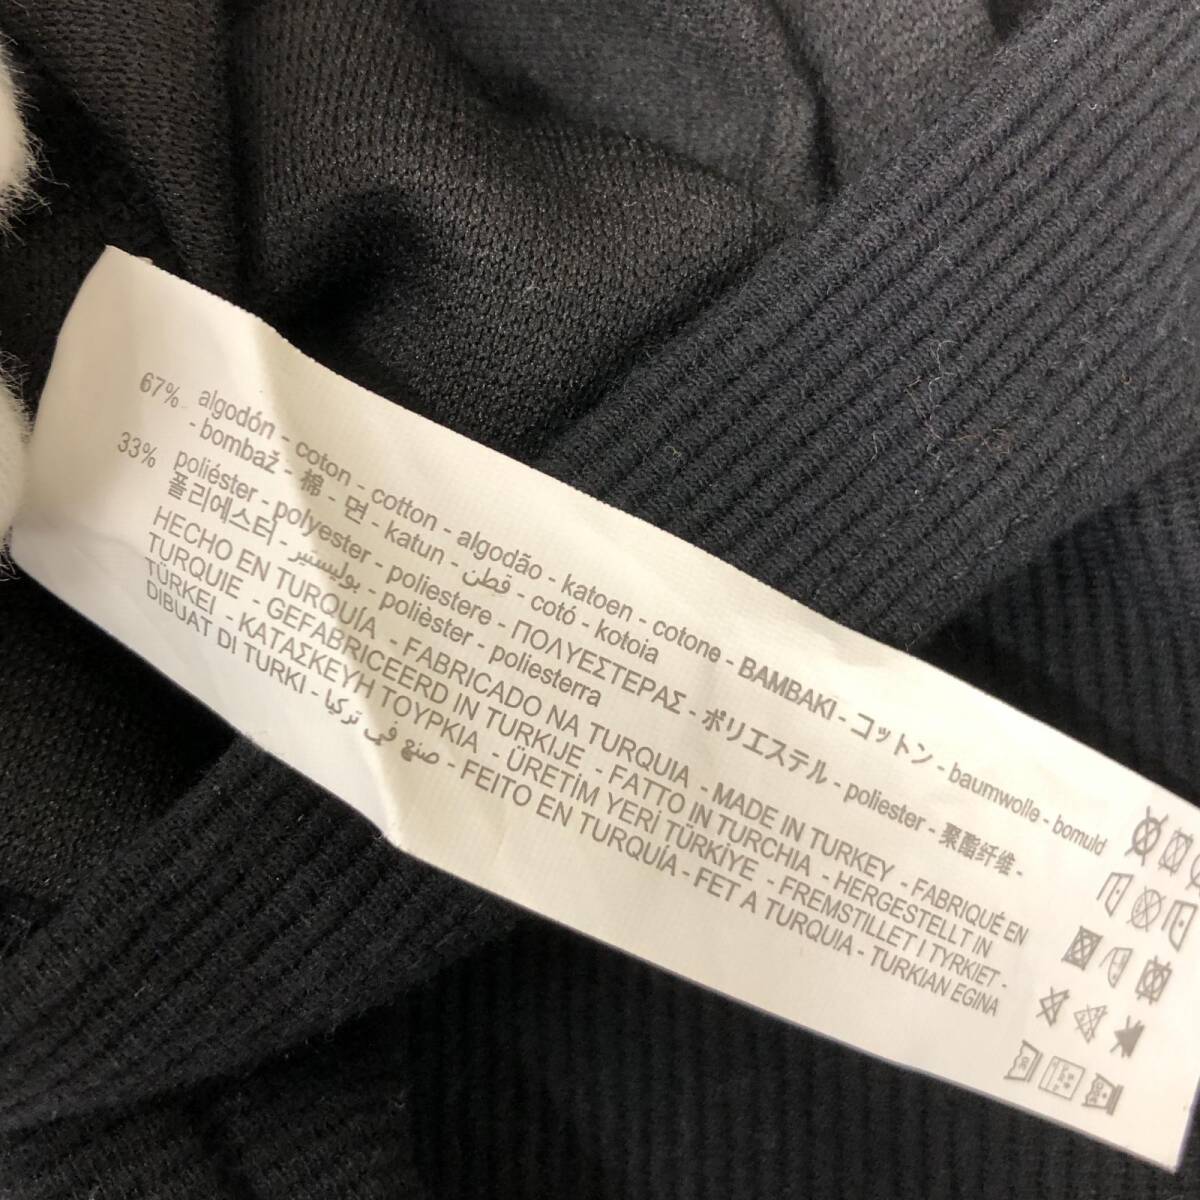 67% algodón - coton - cotton - algodão - katoen - cotone - BAMBAKI - コットン - baumwolle - bomuld
- bombaž - 棉 - 면 - katun - قطن - cotó - kotoia
33% poliéster - polyester - poliestere - ΠΟΛΥΕΣΤΕΡΑΣ - ポリエステル - poliester - 聚酯纤维 -
폴리에스터 - بوليستير - polièster - poliesterra
HECHO EN TURQUÍA - FABRICADO NA TURQUIA - MADE IN TURKEY - FABRIQUÉ EN
TURQUIE - GEFABRICEERD IN TURKIJE - FATTO IN TURCHIA - HERGESTELLT IN
TÜRKEI - ΚΑΤΑΣΚΕΥΗ ΤΟΥΡΚΙΑ - ÜRETİM YERİ TÜRKİYE - FREMSTILLET I TYRKIET -
DIBUAT DI TURKI - صنع في تركيا - FEITO EN TURQUÍA - FET A TURQUIA - TURKIAN EGINA